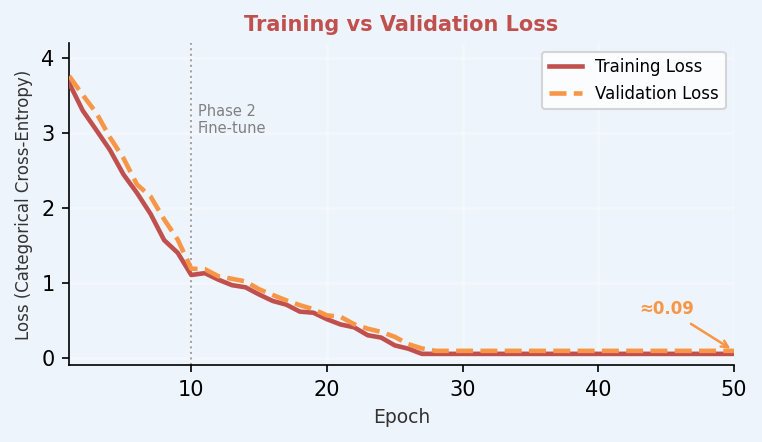 Training vs Validation Loss
Loss (Categorical Cross-Entropy)
4
3
2
1
0
Training Loss
Validation Loss
Phase 2
Fine-tune
≈0.09
10
20
30
40
50
Epoch